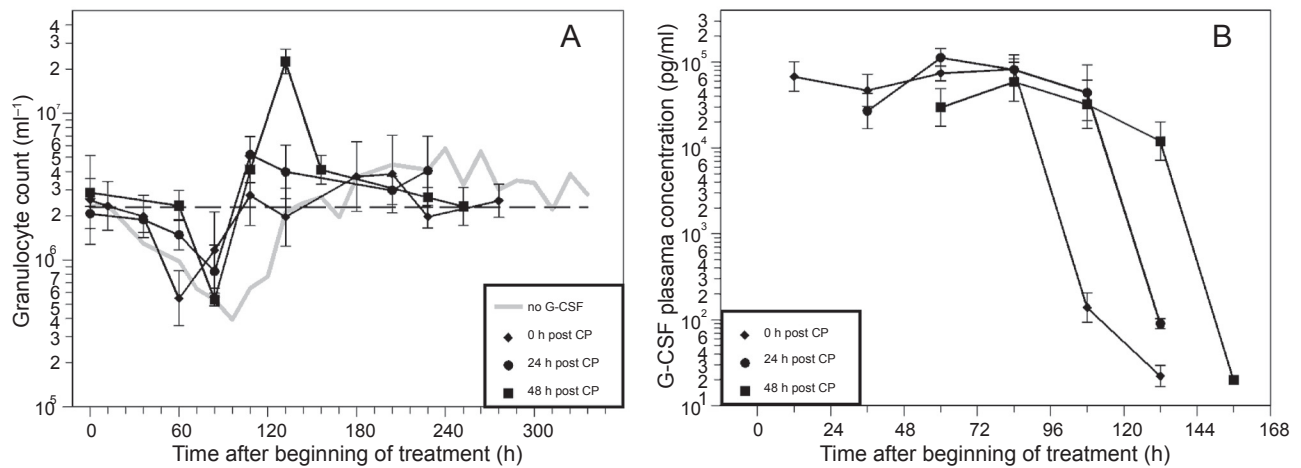 A
Granulocyte count (ml⁻¹)
4
3
2
10⁷
6
5
4
3
2
10⁶
6
5
4
3
2
10⁵
no G-CSF
0 h post CP
24 h post CP
48 h post CP
0 60 120 180 240 300
Time after beginning of treatment (h)
B
G-CSF plasama concentration (pg/ml)
3
2
10⁵
6
4
3
2
10⁴
6
4
3
2
10³
6
4
3
2
10²
6
4
3
2
10¹
0 h post CP
24 h post CP
48 h post CP
0 24 48 72 96 120 144 168
Time after beginning of treatment (h)